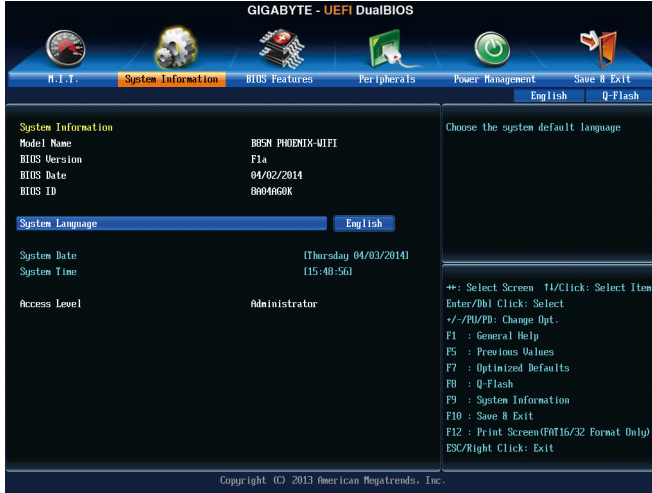 GIGABYTE - UEFI DualBIOS
M.I.T.
System Information
BIOS Features
Peripherals
Power Management
Save & Exit
English
Q-Flash
System Information
Model Name B85N PHOENIX-WIFI
BIOS Version F1a
BIOS Date 04/02/2014
BIOS ID 8A04AG0K
System Language English
System Date [Thursday 04/03/2014]
System Time [15:48:56]
Access Level Administrator
Choose the system default language
→←: Select Screen ↑↓/Click: Select Item
Enter/Dbl Click: Select
+/-/PU/PD: Change Opt.
F1 : General Help
F5 : Previous Values
F7 : Optimized Defaults
F8 : Q-Flash
F9 : System Information
F10 : Save & Exit
F12 : Print Screen(FAT16/32 Format Only)
ESC/Right Click: Exit
Copyright (C) 2013 American Megatrends, Inc.